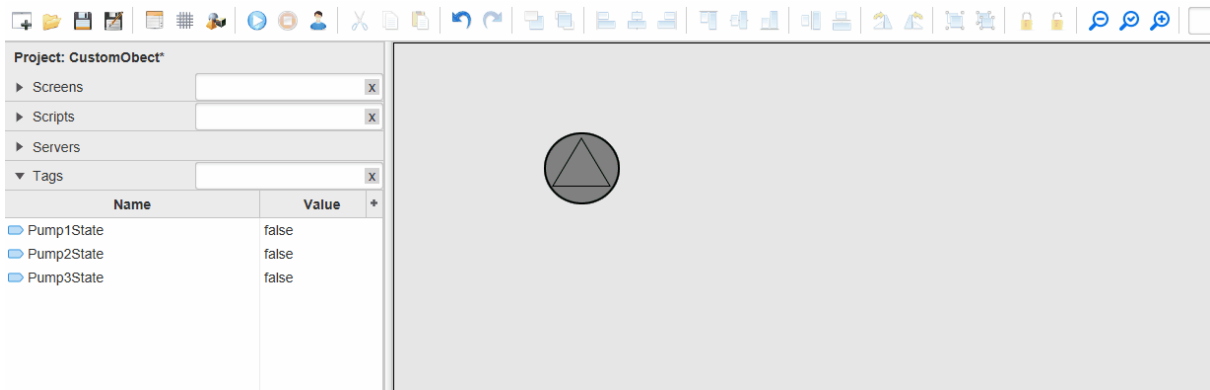 Project: CustomObect*
Screens x
Scripts x
Servers
Tags x
Name Value +
Pump1State false
Pump2State false
Pump3State false